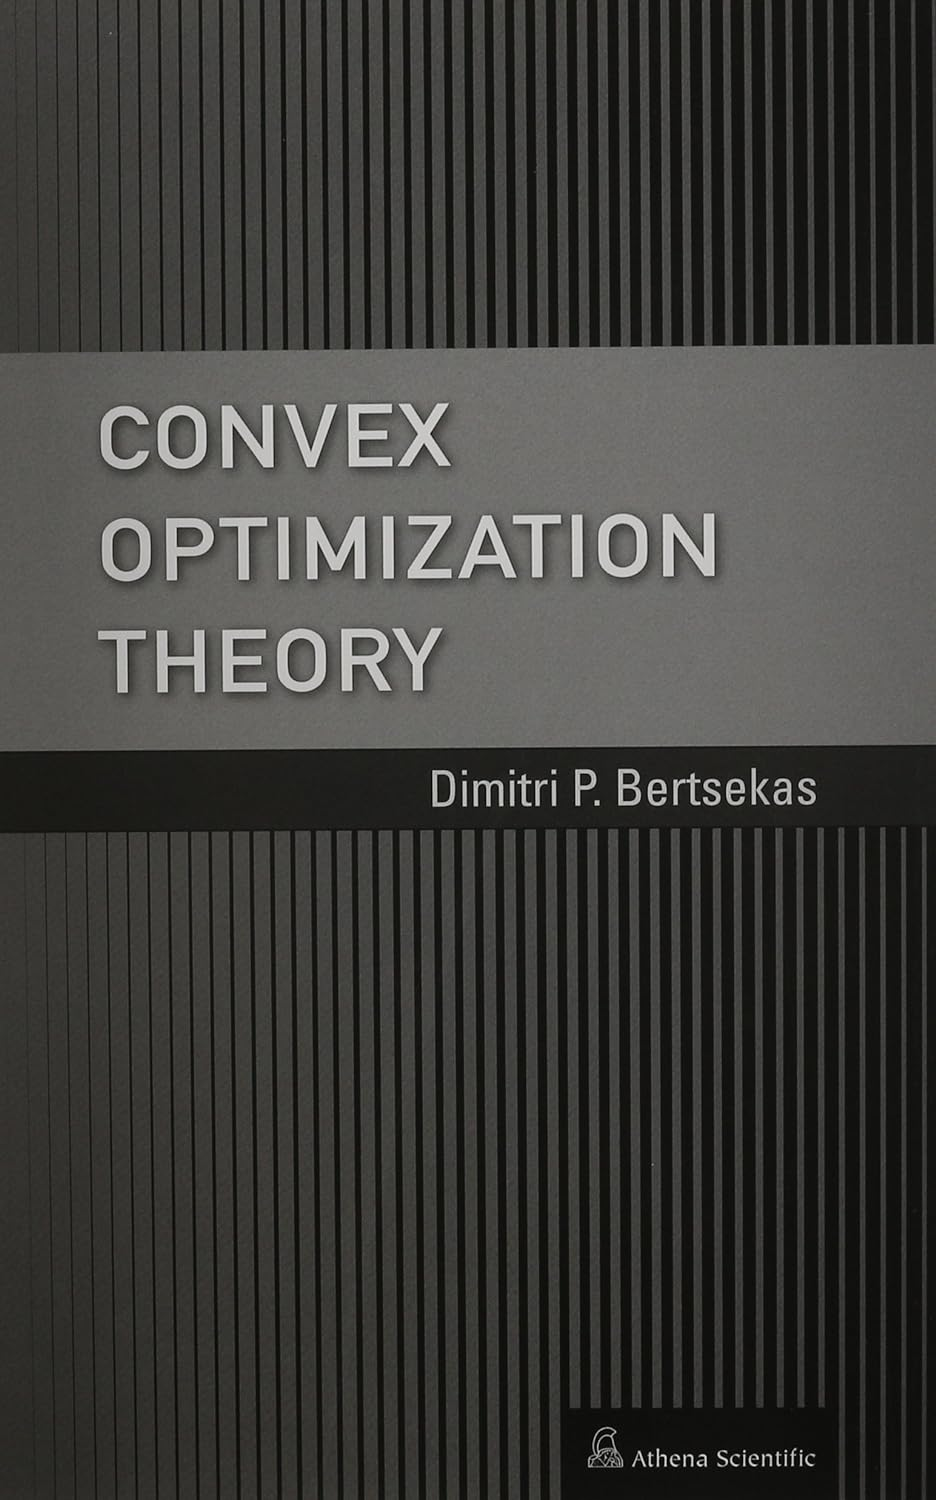 CONVEX
OPTIMIZATION
THEORY
Dimitri P. Bertsekas
Athena Scientific